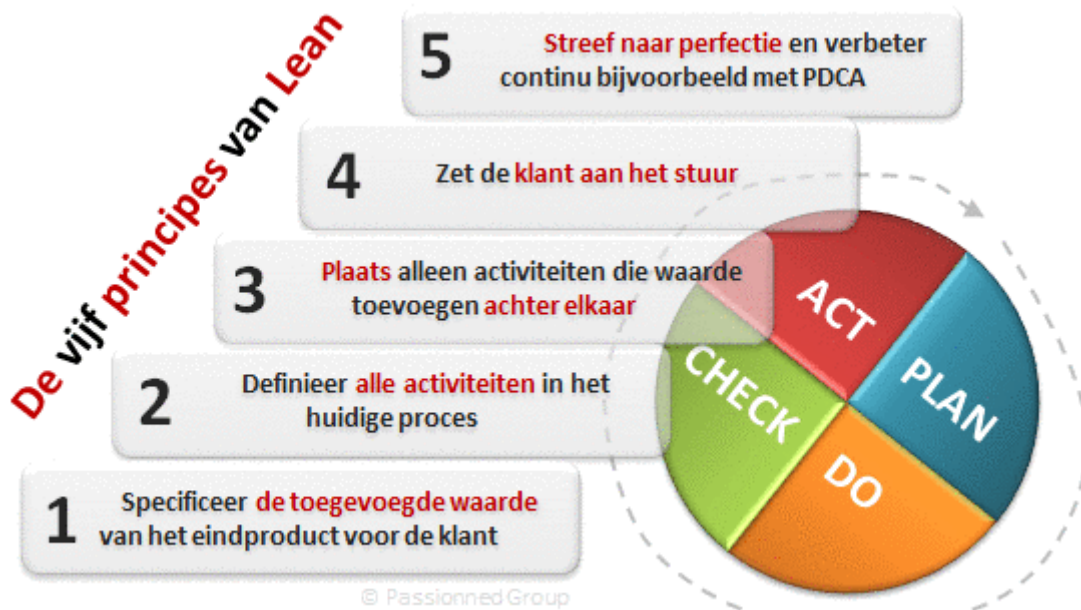 De vijf principes van Lean
5
Streef naar perfectie en verbeter
continu bijvoorbeeld met PDCA
4
Zet de klant aan het stuur
3
Plaats alleen activiteiten die waarde
toevoegen achter elkaar
2
Definieer alle activiteiten in het
huidige proces
1
Specificeer de toegevoegde waarde
van het eindproduct voor de klant
ACT
PLAN
CHECK
DO
© Passionned Group